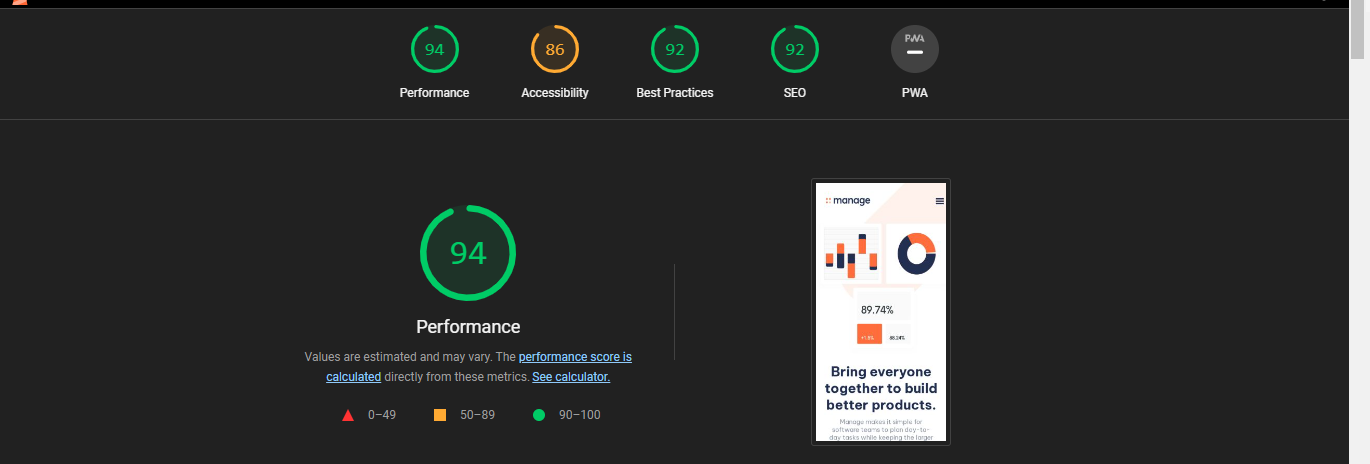 94
86
92
92
PWA
Performance
Accessibility
Best Practices
SEO
PWA
94
Performance
Values are estimated and may vary. The performance score is
calculated directly from these metrics. See calculator.
0–49
50–89
90–100
manage
89.74%
Bring everyone
together to build
better products.
Manage makes it simple for
software teams to plan day-to-
day tasks while keeping the larger